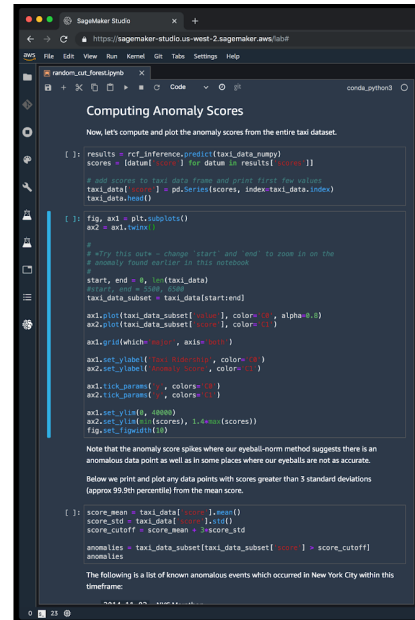 SageMaker Studio
https://sagemaker-studio.us-west-2.sagemaker.aws/lab#
aws File Edit View Run Kernel Git Tabs Settings Help
random_cut_forest.ipynb
Code git conda_python3
Computing Anomaly Scores
Now, let's compute and plot the anomaly scores from the entire taxi dataset.
[ ]: results = rcf_inference.predict(taxi_data_numpy)
scores = [datum['score'] for datum in results['scores']]
# add scores to taxi data frame and print first few values
taxi_data['score'] = pd.Series(scores, index=taxi_data.index)
taxi_data.head()
[ ]: fig, ax1 = plt.subplots()
ax2 = ax1.twinx()
#
# *Try this out* - change `start` and `end` to zoom in on the
# anomaly found earlier in this notebook
#
start, end = 0, len(taxi_data)
#start, end = 5500, 6500
taxi_data_subset = taxi_data[start:end]
ax1.plot(taxi_data_subset['value'], color='C0', alpha=0.8)
ax2.plot(taxi_data_subset['score'], color='C1')
ax1.grid(which='major', axis='both')
ax1.set_ylabel('Taxi Ridership', color='C0')
ax2.set_ylabel('Anomaly Score', color='C1')
ax1.tick_params('y', colors='C0')
ax2.tick_params('y', colors='C1')
ax1.set_ylim(0, 40000)
ax2.set_ylim(min(scores), 1.4*max(scores))
fig.set_figwidth(10)
Note that the anomaly score spikes where our eyeball-norm method suggests there is an
anomalous data point as well as in some places where our eyeballs are not as accurate.
Below we print and plot any data points with scores greater than 3 standard deviations
(approx 99.9th percentile) from the mean score.
[ ]: score_mean = taxi_data['score'].mean()
score_std = taxi_data['score'].std()
score_cutoff = score_mean + 3*score_std
anomalies = taxi_data_subset[taxi_data_subset['score'] > score_cutoff]
anomalies
The following is a list of known anomalous events which occurred in New York City within this
timeframe:
0 23